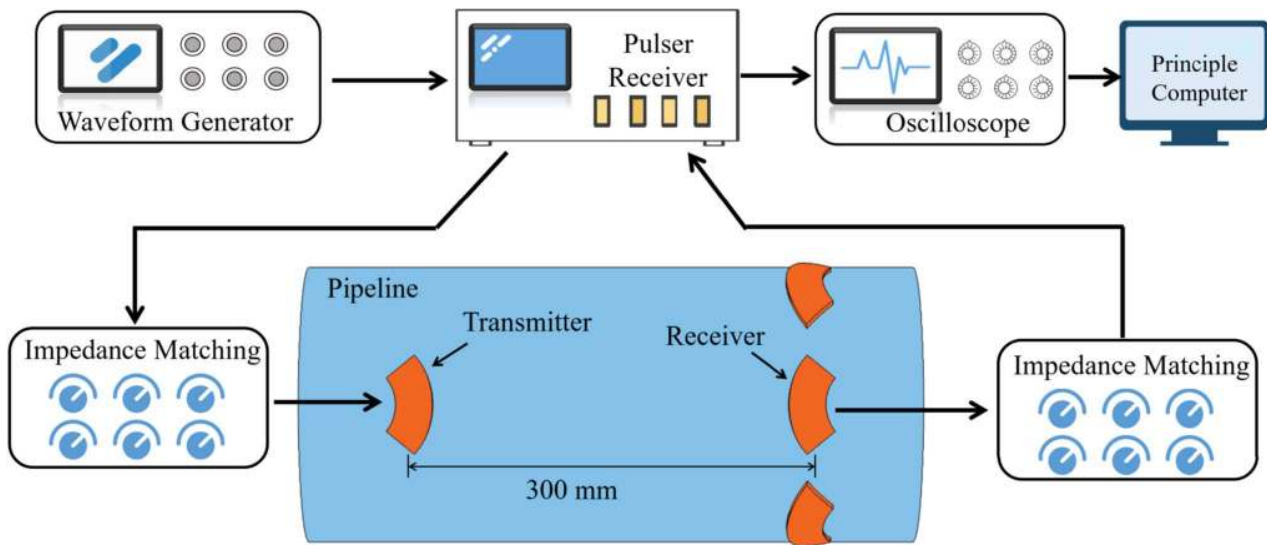 Waveform Generator
Pulser
Receiver
Oscilloscope
Principle
Computer
Pipeline
Transmitter
Receiver
Impedance Matching
Impedance Matching
300 mm